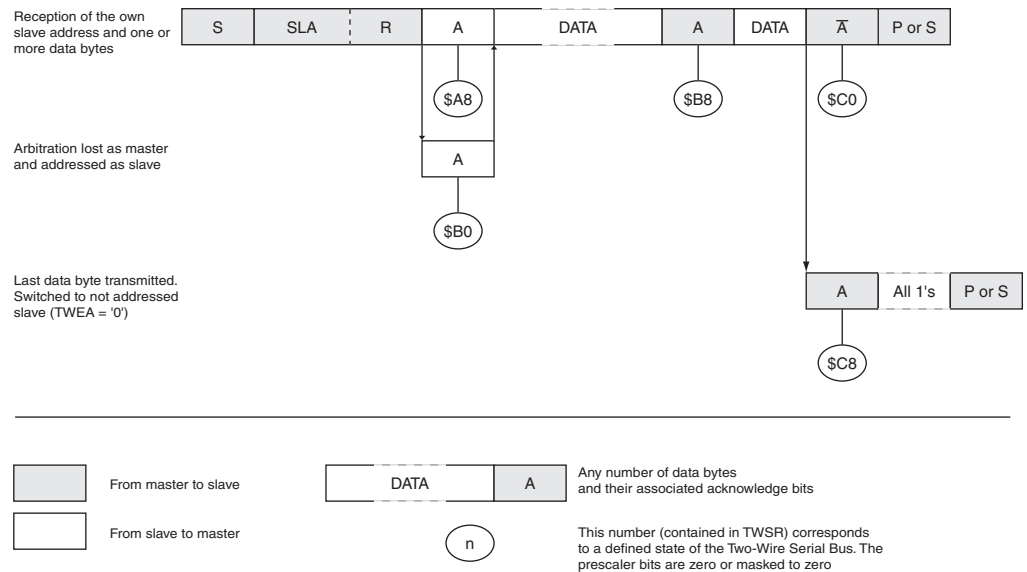 Reception of the own
slave address and one or
more data bytes
S SLA R A DATA A DATA A̅ P or S
$A8 $B8 $C0
Arbitration lost as master
and addressed as slave
A
$B0
Last data byte transmitted.
Switched to not addressed
slave (TWEA = '0')
A All 1's P or S
$C8
From master to slave
DATA A
Any number of data bytes
and their associated acknowledge bits
From slave to master
n
This number (contained in TWSR) corresponds
to a defined state of the Two-Wire Serial Bus. The
prescaler bits are zero or masked to zero